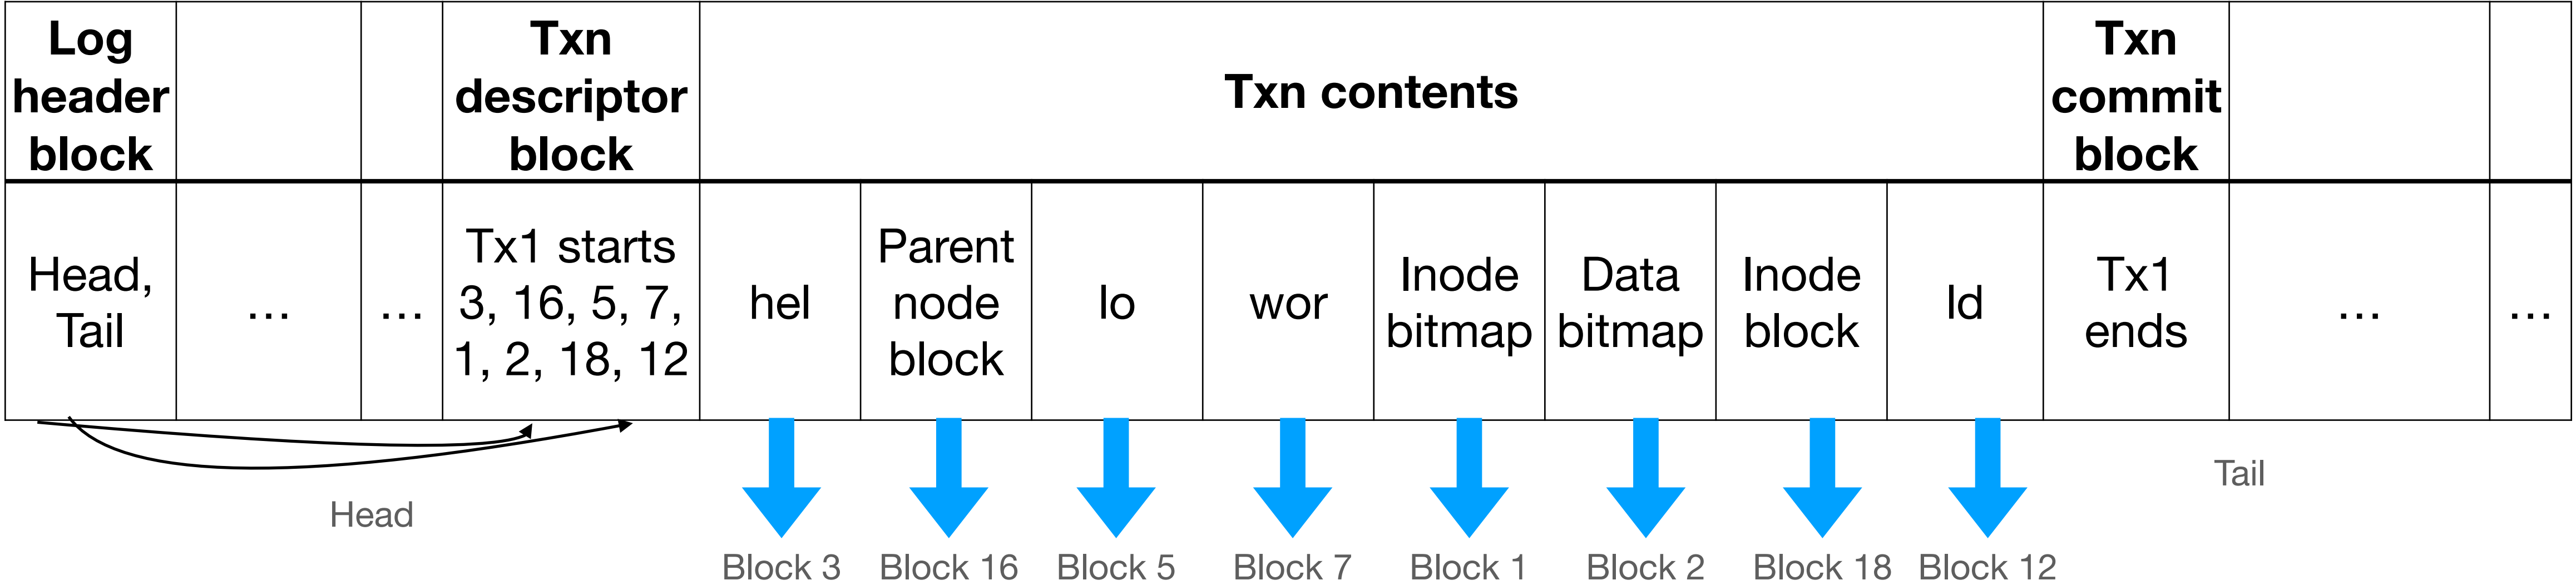 Log
header
block
Txn
descriptor
block
Txn contents
Txn
commit
block
Head,
Tail
...
...
Tx1 starts
3, 16, 5, 7,
1, 2, 18, 12
hel
Parent
node
block
lo
wor
Inode
bitmap
Data
bitmap
Inode
block
ld
Tx1
ends
...
...
Head
Tail
Block 3
Block 16
Block 5
Block 7
Block 1
Block 2
Block 18
Block 12